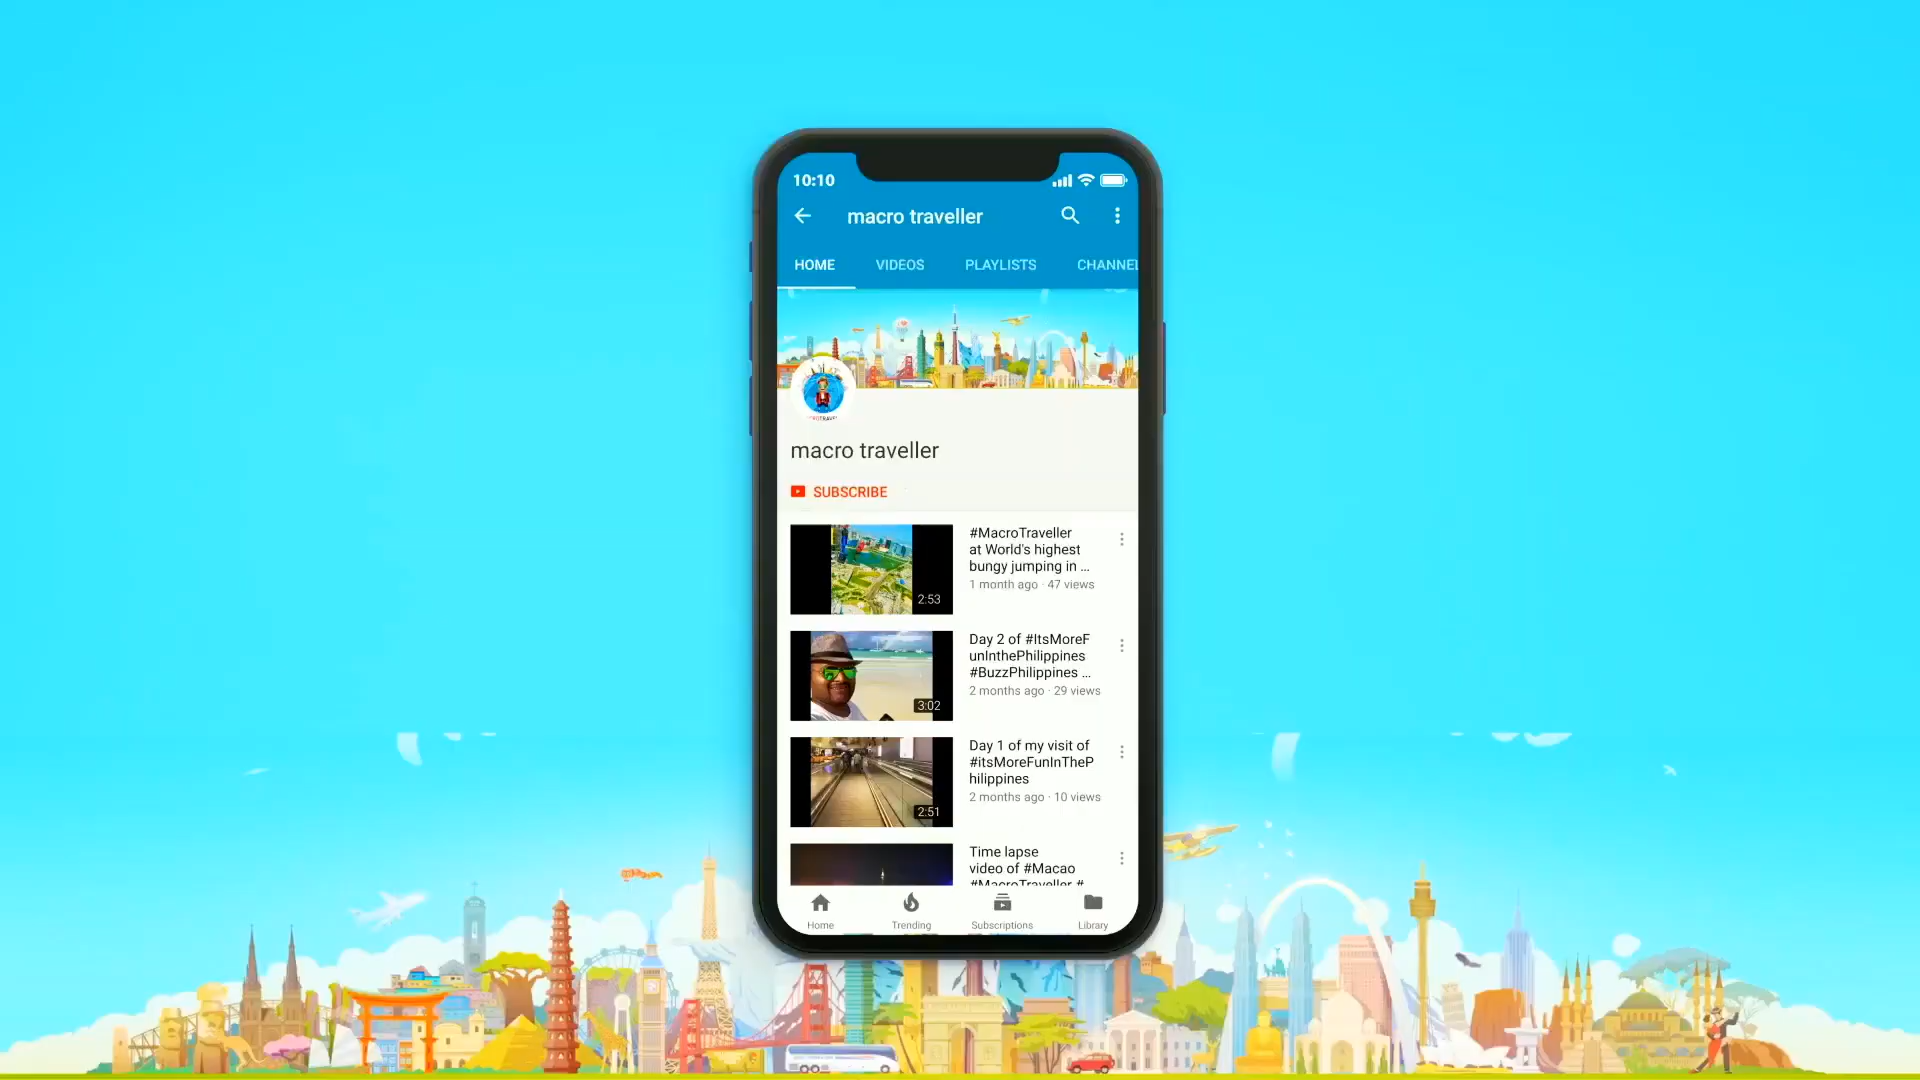 10:10
macro traveller
HOME VIDEOS PLAYLISTS CHANNEL
macro traveller
SUBSCRIBE
#MacroTraveller
at World's highest
bungy jumping in ...
1 month ago · 47 views
2:53
Day 2 of #ItsMoreF
unInthePhilippines
#BuzzPhilippines ...
2 months ago · 29 views
3:02
Day 1 of my visit of
#itsMoreFunInTheP
hilippines
2 months ago · 10 views
2:51
Time lapse
video of #Macao
#MacroTraveller #
Home Trending Subscriptions Library